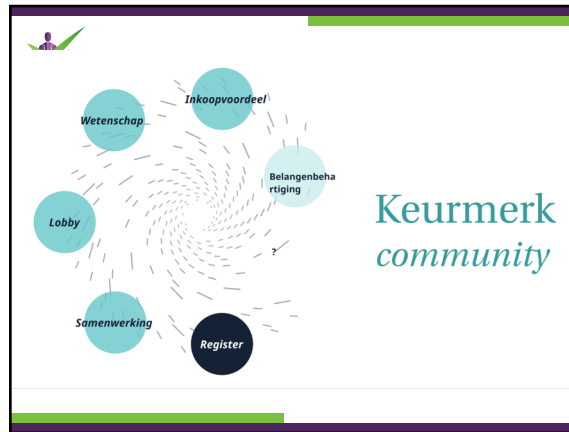 Inkoopvoordeel
Wetenschap
Belangenbeha
rtiging
Lobby
?
Samenwerking
Register
Keurmerk
community